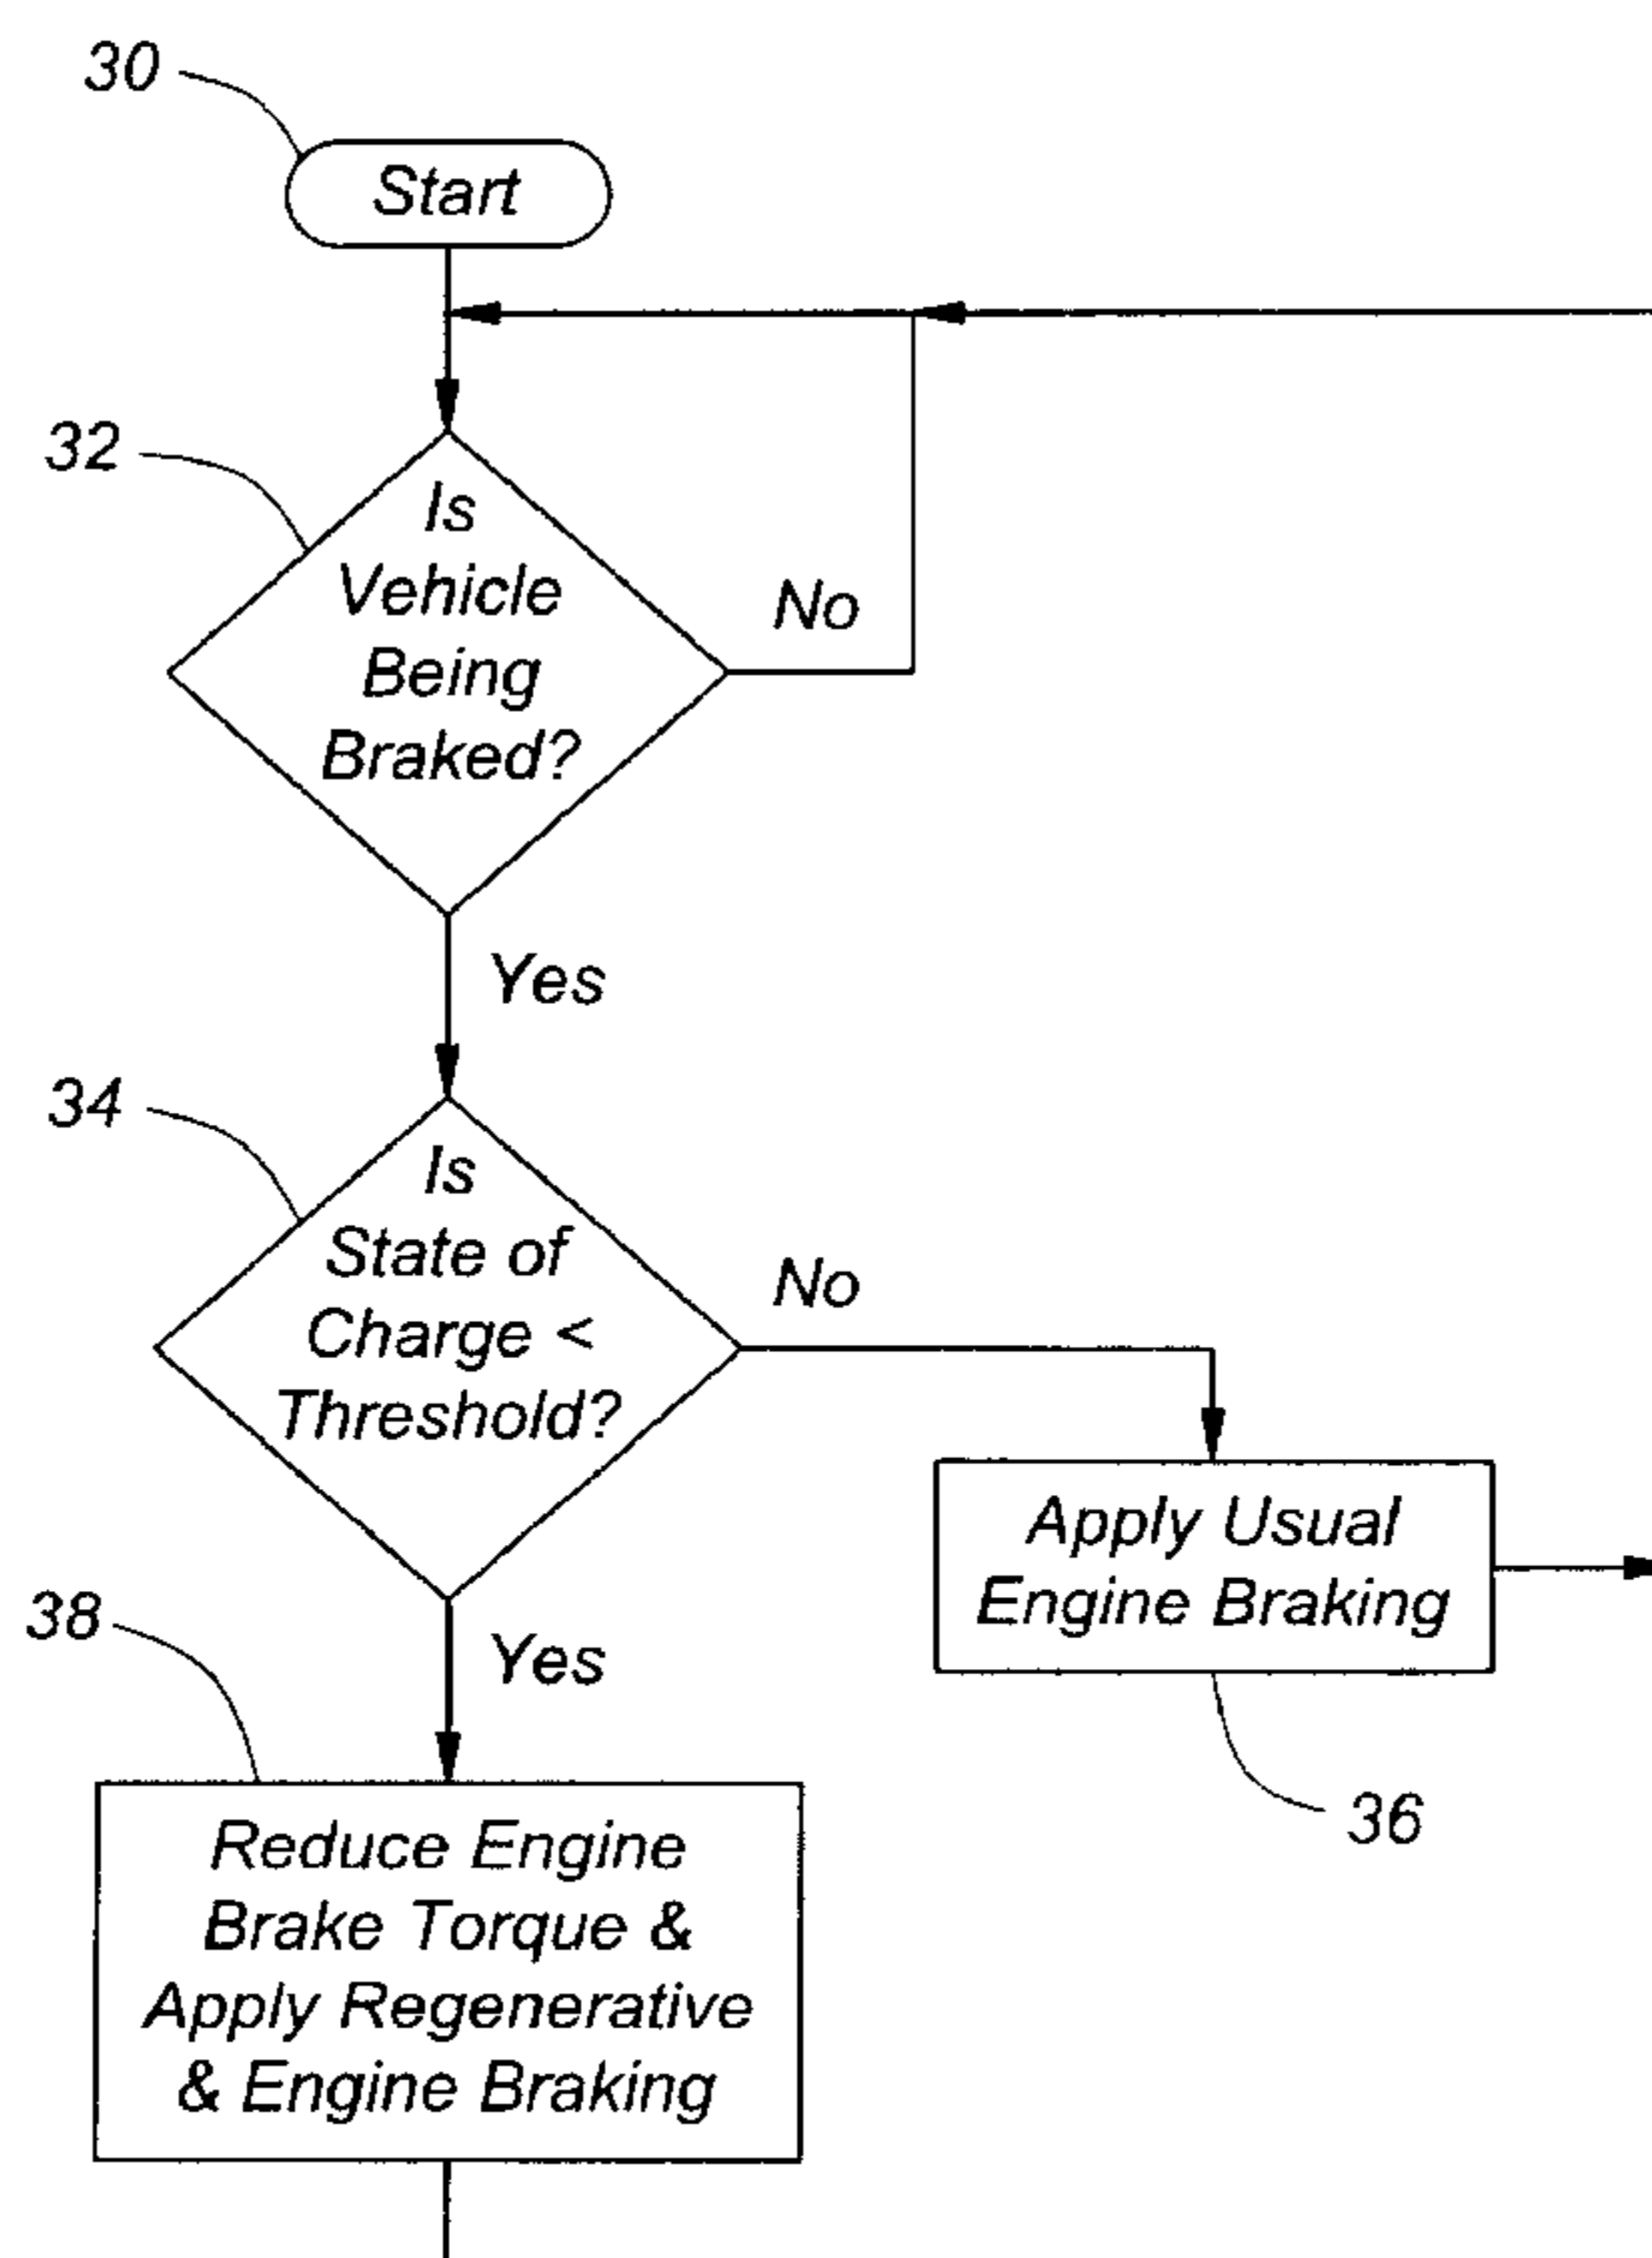 30
Start
32
Is
Vehicle
Being
Braked?
No
Yes
34
Is
State of
Charge <
Threshold?
No
Apply Usual
Engine Braking
36
38
Yes
Reduce Engine
Brake Torque &
Apply Regenerative
& Engine Braking